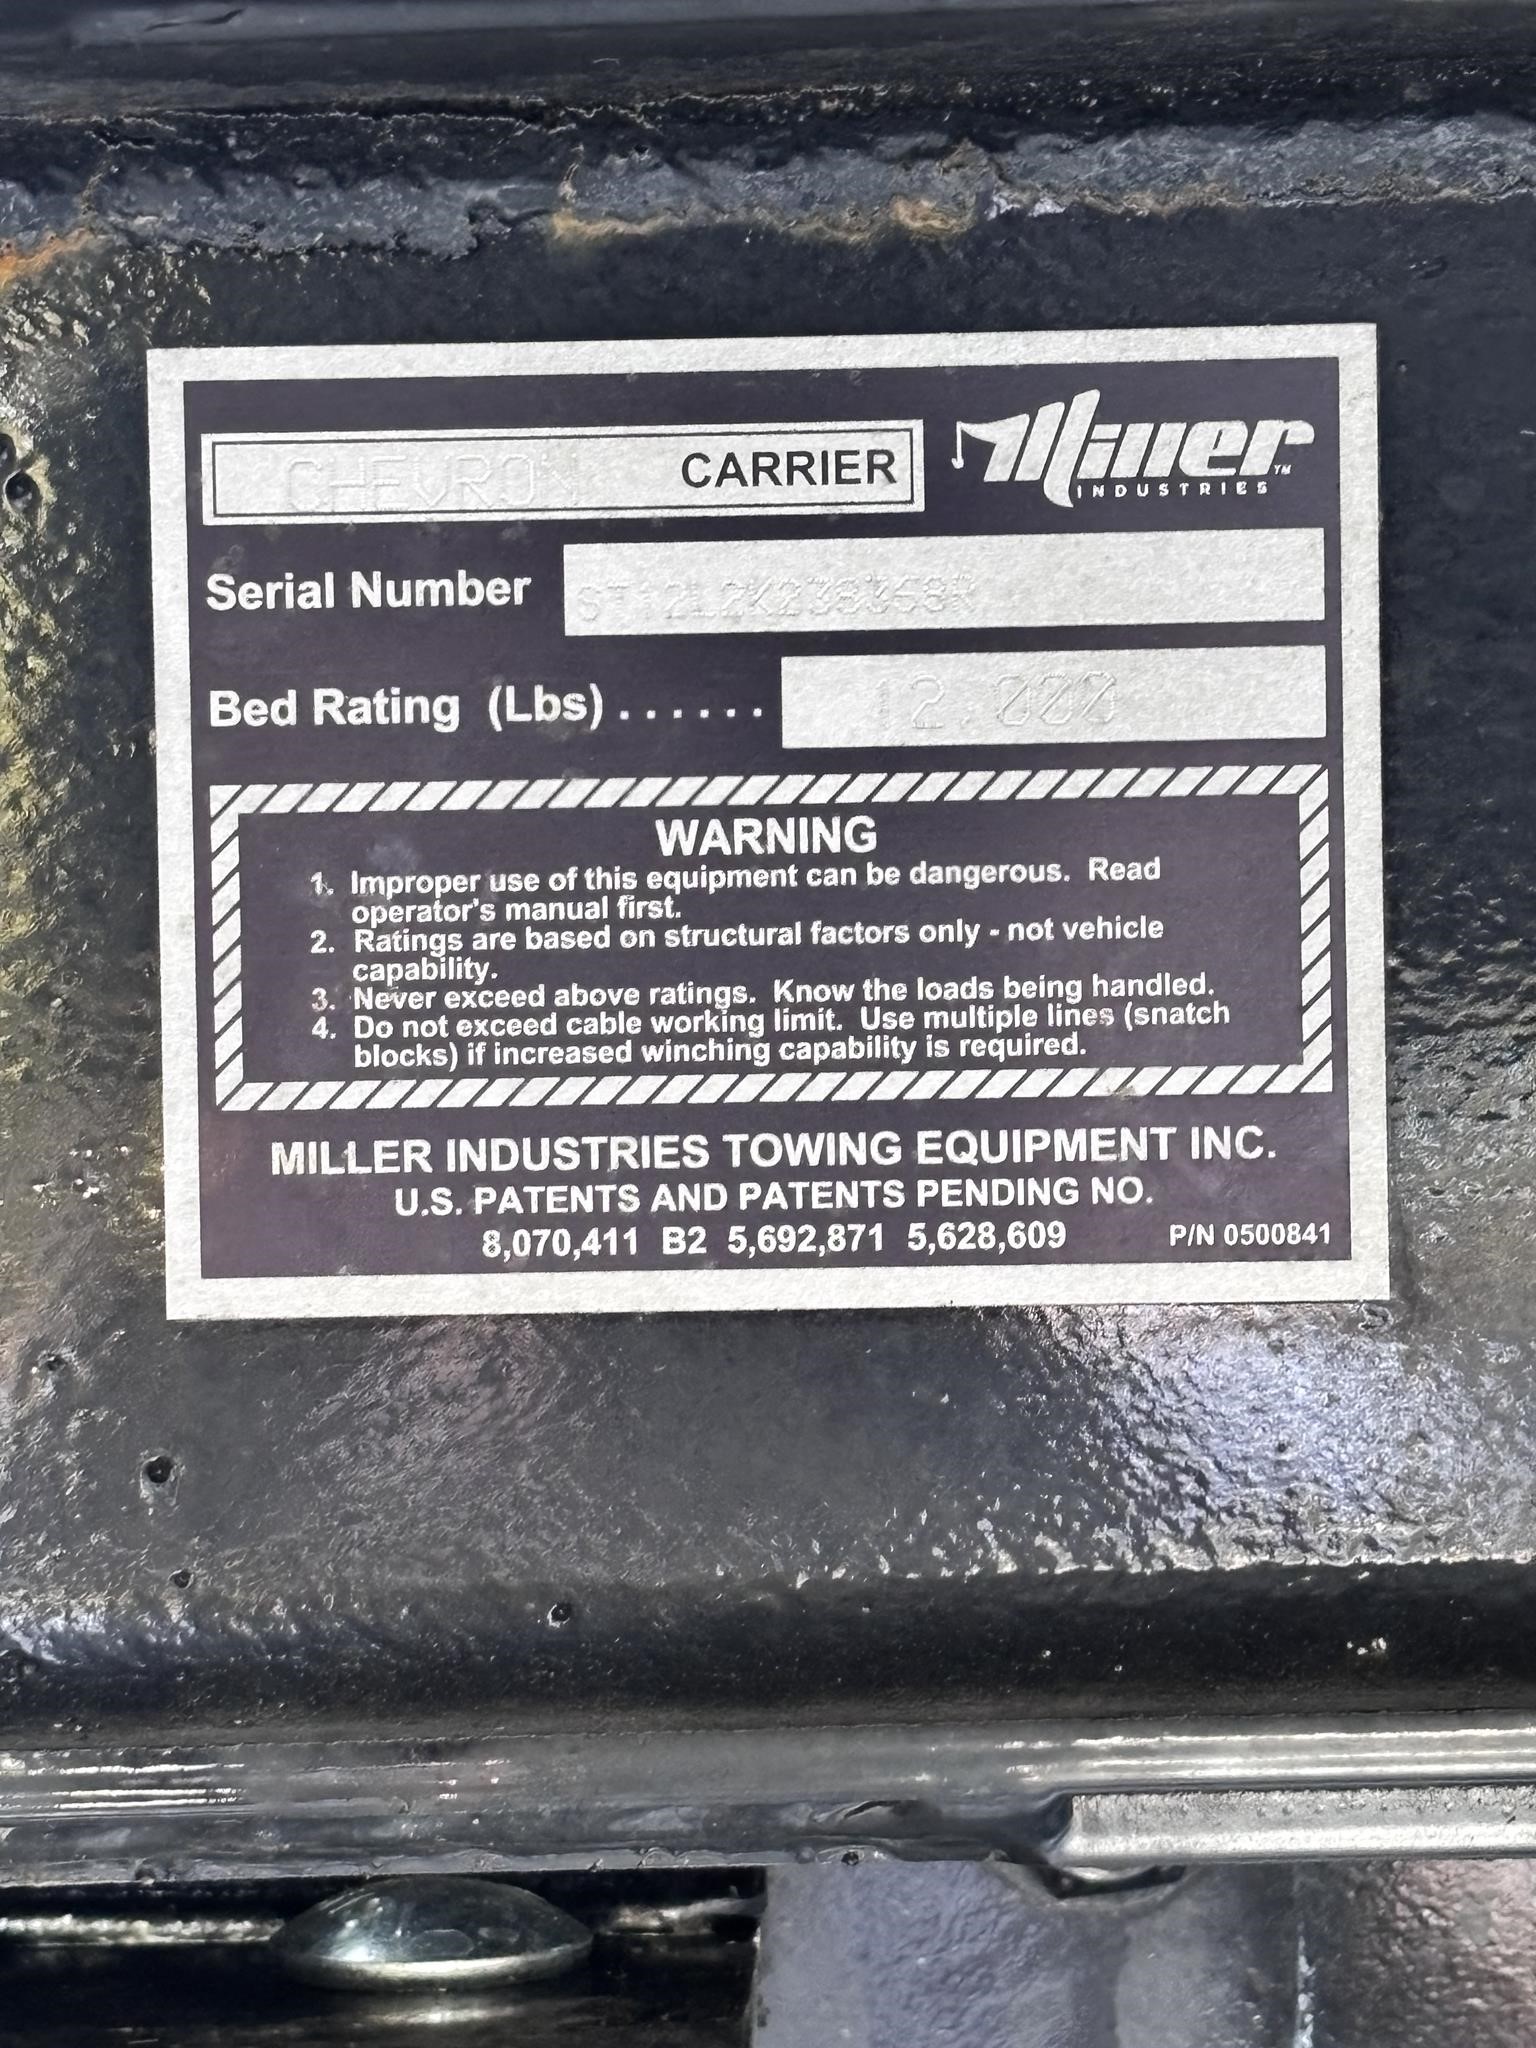 CHEVRON CARRIER
Miller™
INDUSTRIES
Serial Number
Bed Rating (Lbs) ...... 12,000
WARNING
1. Improper use of this equipment can be dangerous. Read
operator's manual first.
2. Ratings are based on structural factors only - not vehicle
capability.
3. Never exceed above ratings. Know the loads being handled.
4. Do not exceed cable working limit. Use multiple lines (snatch
blocks) if increased winching capability is required.
MILLER INDUSTRIES TOWING EQUIPMENT INC.
U.S. PATENTS AND PATENTS PENDING NO.
8,070,411 B2 5,692,871 5,628,609 P/N 0500841